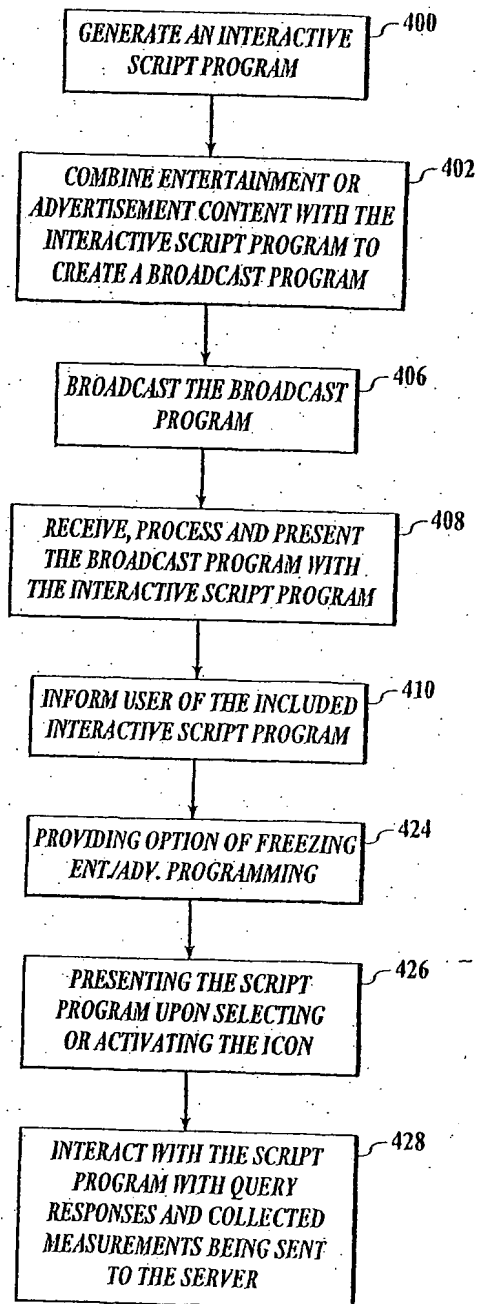 GENERATE AN INTERACTIVE
SCRIPT PROGRAM
400
COMBINE ENTERTAINMENT OR
ADVERTISEMENT CONTENT WITH THE
INTERACTIVE SCRIPT PROGRAM TO
CREATE A BROADCAST PROGRAM
402
BROADCAST THE BROADCAST
PROGRAM
406
RECEIVE, PROCESS AND PRESENT
THE BROADCAST PROGRAM WITH
THE INTERACTIVE SCRIPT PROGRAM
408
INFORM USER OF THE INCLUDED
INTERACTIVE SCRIPT PROGRAM
410
PROVIDING OPTION OF FREEZING
ENT./ADV. PROGRAMMING
424
PRESENTING THE SCRIPT
PROGRAM UPON SELECTING
OR ACTIVATING THE ICON
426
INTERACT WITH THE SCRIPT
PROGRAM WITH QUERY
RESPONSES AND COLLECTED
MEASUREMENTS BEING SENT
TO THE SERVER
428